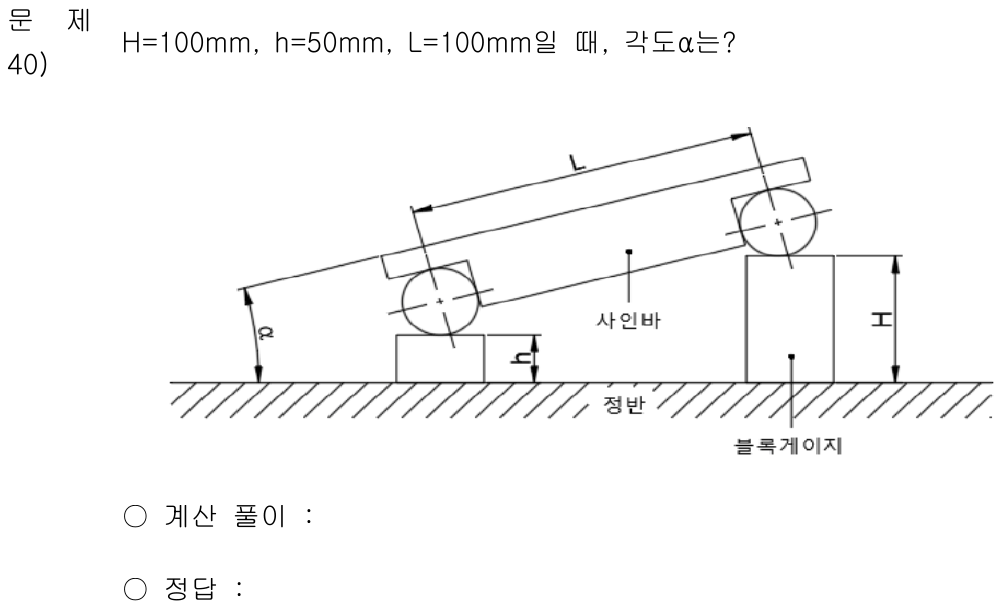 문 제
40)
H=100mm, h=50mm, L=100mm일 때, 각도α는?
L
α
사인바
h
H
정반
블록게이지
○ 계산 풀이 :
○ 정답 :